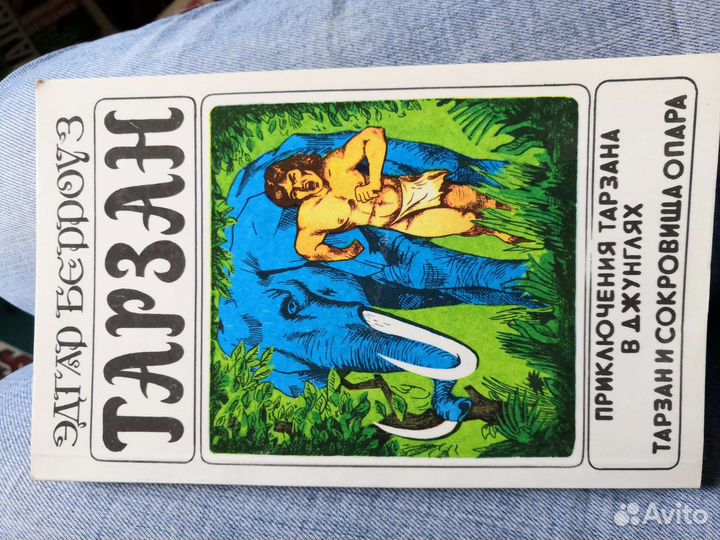 ЭДГАР БЕРРОУЗ
ТАРЗАН
ПРИКЛЮЧЕНИЯ ТАРЗАНА
В ДЖУНГЛЯХ
ТАРЗАН И СОКРОВИЩА ОПАРА
Avito